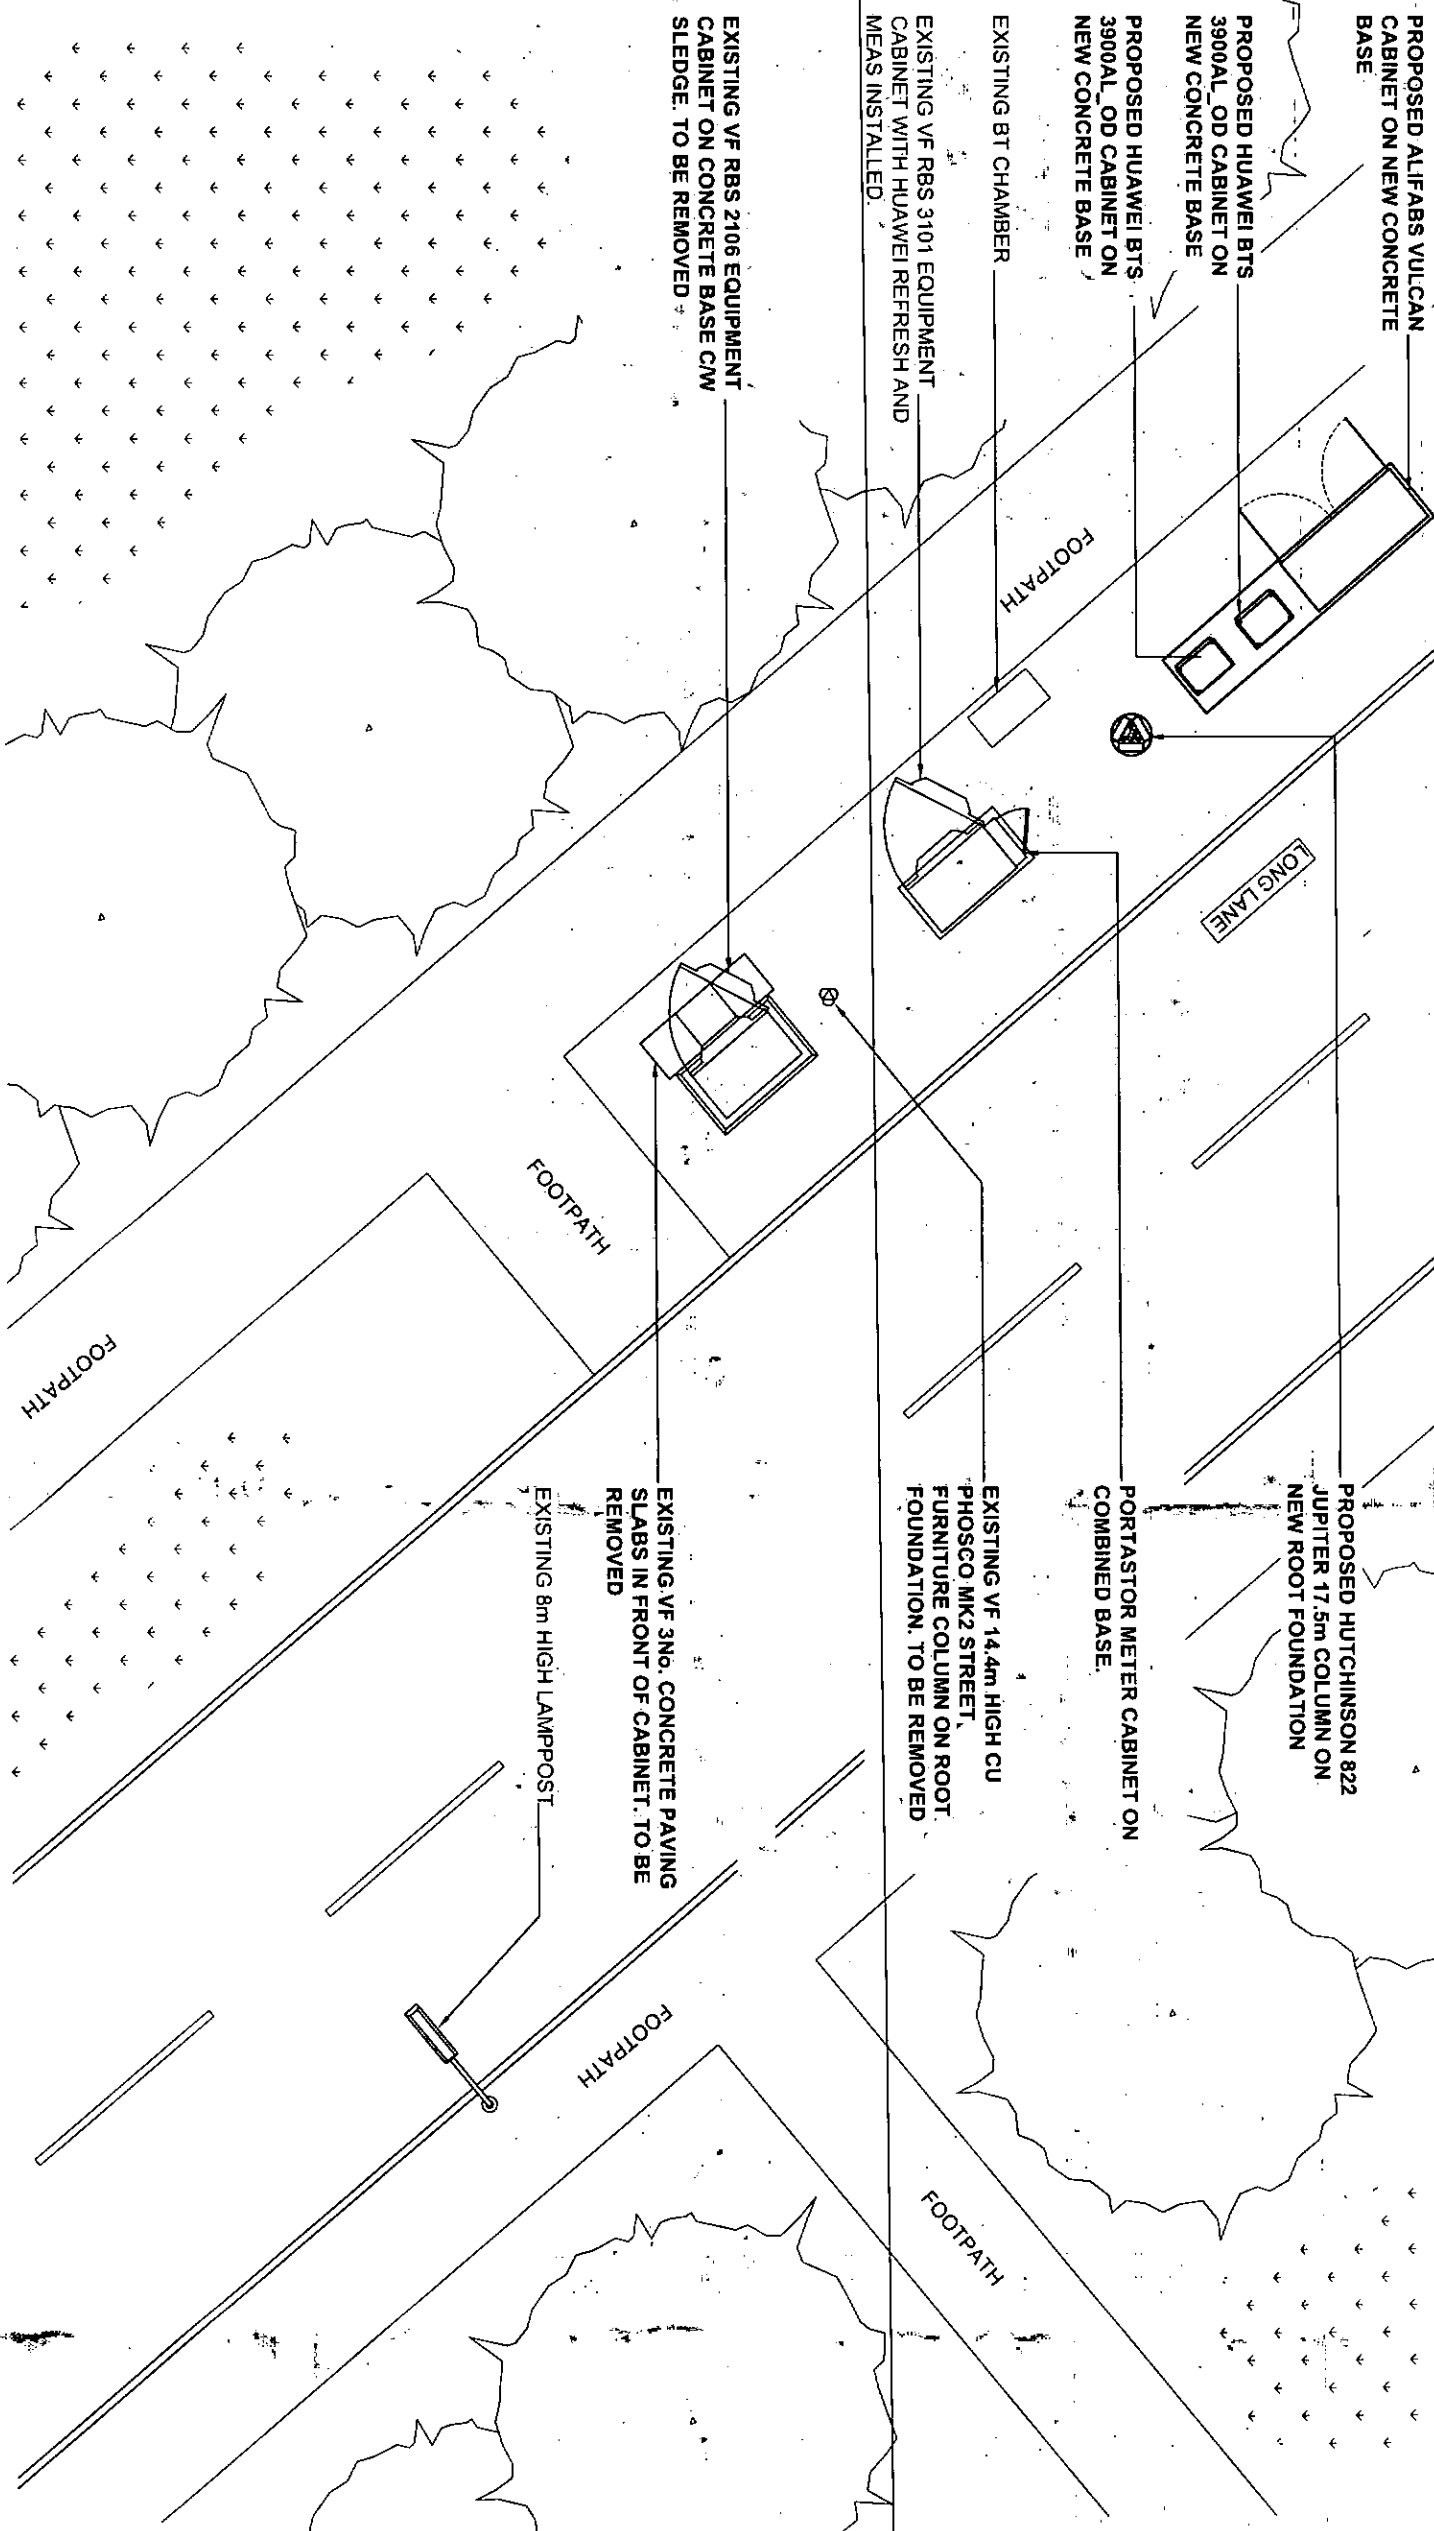 PROPOSED ALIFABS VULCAN
CABINET ON NEW CONCRETE
BASE
PROPOSED HUAWEI BTS
3900AL_OD CABINET ON
NEW CONCRETE BASE
PROPOSED HUAWEI BTS
3900AL_OD CABINET ON
NEW CONCRETE BASE
EXISTING BT CHAMBER
EXISTING VF RBS 3101 EQUIPMENT
CABINET WITH HUAWEI REFRESH AND
MEAS INSTALLED.
EXISTING VF RBS 2106 EQUIPMENT
CABINET ON CONCRETE BASE C/W
SLEDGE. TO BE REMOVED
FOOTPATH
LONG LANE
FOOTPATH
FOOTPATH
PROPOSED HUTCHINSON 822
JUPITER 17.5m COLUMN ON
NEW ROOT FOUNDATION
PORTASTOR METER CABINET ON
COMBINED BASE.
EXISTING VF 14.4m HIGH CU
PHOSCO MK2 STREET
FURNITURE COLUMN ON ROOT
FOUNDATION. TO BE REMOVED
EXISTING VF 3No. CONCRETE PAVING
SLABS IN FRONT OF CABINET. TO BE
REMOVED
EXISTING 8m HIGH LAMPPOST
FOOTPATH
FOOTPATH